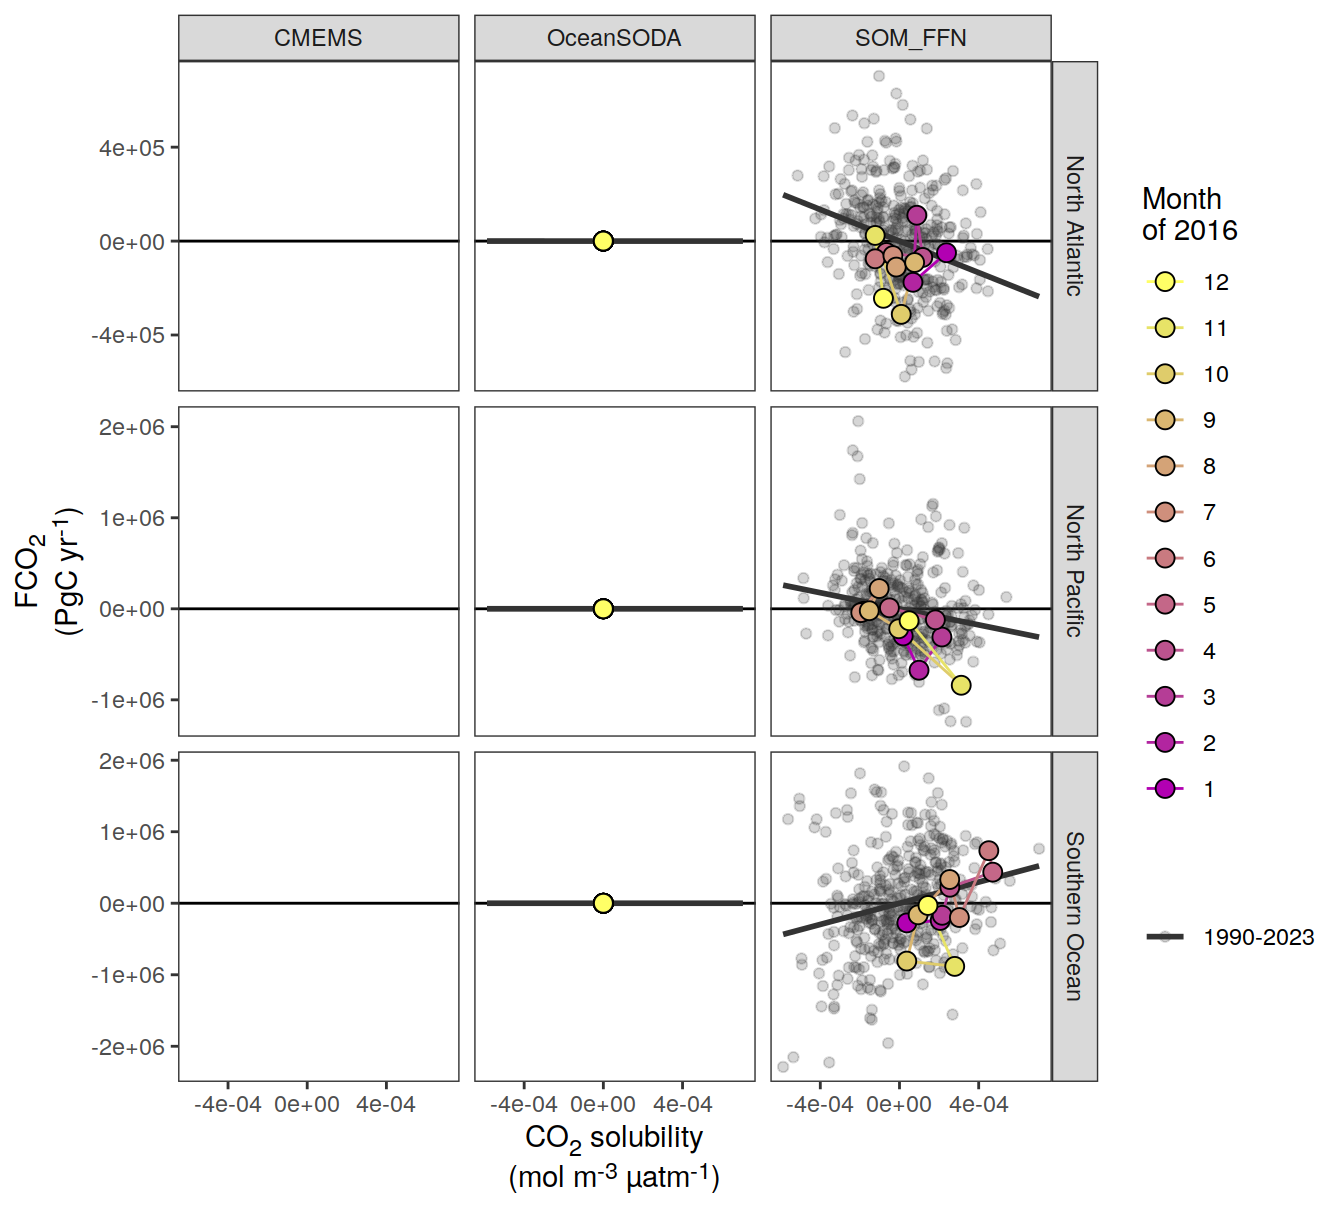 CMEMS OceanSODA SOM_FFN
4e+05
0e+00
-4e+05
North Atlantic
2e+06
1e+06
0e+00
-1e+06
North Pacific
2e+06
1e+06
0e+00
-1e+06
-2e+06
Southern Ocean
FCO₂
(PgC yr⁻¹)
-4e-04 0e+00 4e-04 -4e-04 0e+00 4e-04 -4e-04 0e+00 4e-04
CO₂ solubility
(mol m⁻³ µatm⁻¹)
Month
of 2016
12
11
10
9
8
7
6
5
4
3
2
1
1990-2023